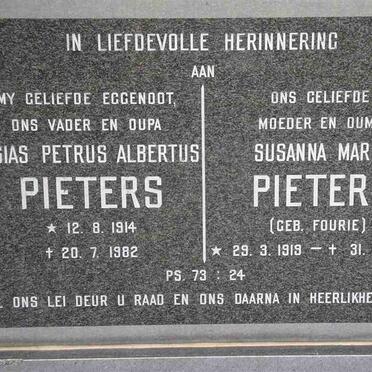 IN LIEFDEVOLLE HERINNERING
AAN
MY GELIEFDE EGGENOOT,
ONS VADER EN OUPA
PETRUS ALBERTUS
PIETERS
★ 12. 8. 1914
✝ 20. 7. 1982
ONS GELIEFDE
MOEDER EN OUM
SUSANNA MAR
PIETER
(GEB. FOURIE)
★ 29. 3. 1919 — ✝ 31.
PS. 73 : 24
ONS LEI DEUR U RAAD EN ONS DAARNA IN HEERLIKHE